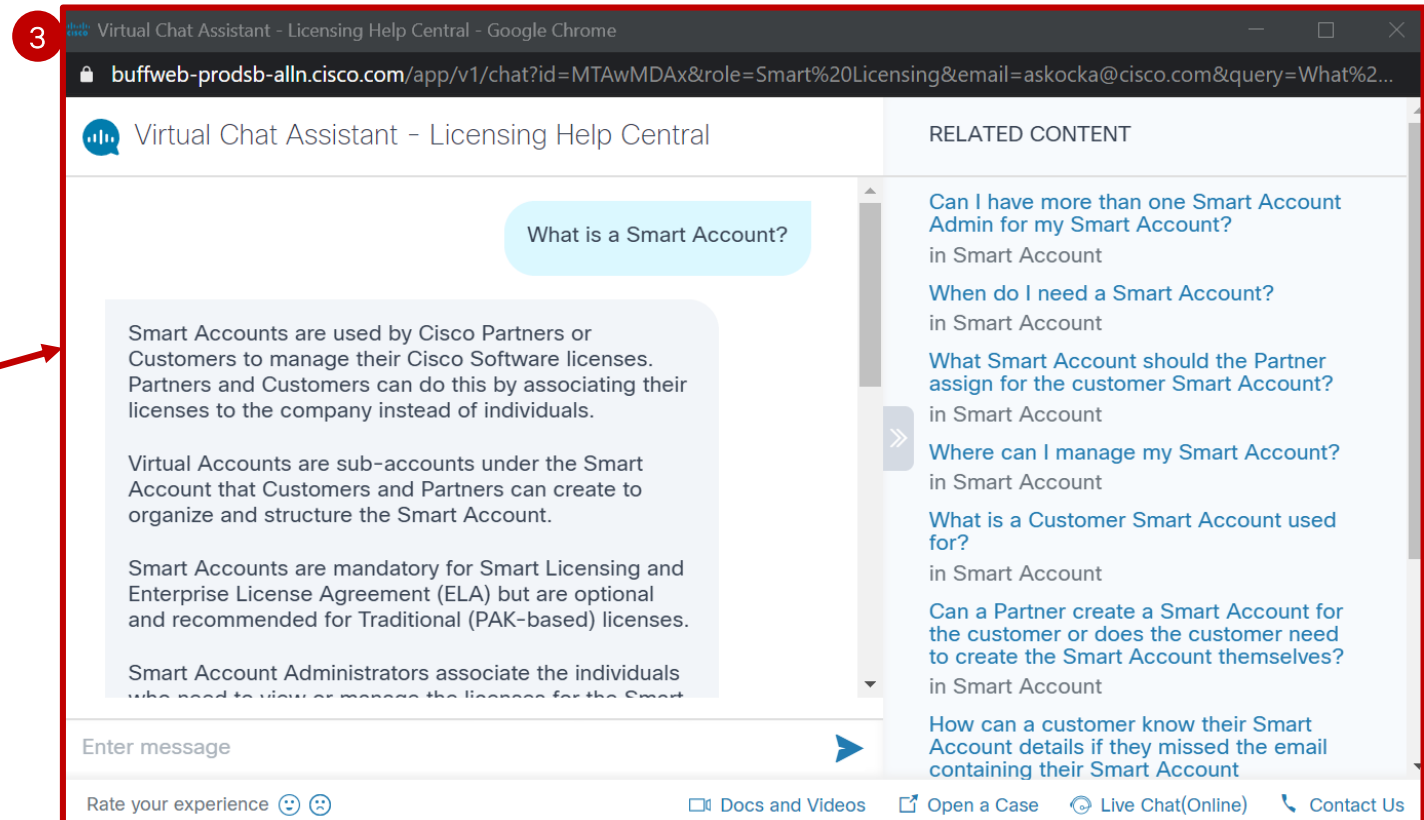 3
Virtual Chat Assistant - Licensing Help Central - Google Chrome
buffweb-prodsb-alln.cisco.com/app/v1/chat?id=MTAwMDAx&role=Smart%20Licensing&email=askocka@cisco.com&query=What%2...
Virtual Chat Assistant - Licensing Help Central
What is a Smart Account?
Smart Accounts are used by Cisco Partners or
Customers to manage their Cisco Software licenses.
Partners and Customers can do this by associating their
licenses to the company instead of individuals.
Virtual Accounts are sub-accounts under the Smart
Account that Customers and Partners can create to
organize and structure the Smart Account.
Smart Accounts are mandatory for Smart Licensing and
Enterprise License Agreement (ELA) but are optional
and recommended for Traditional (PAK-based) licenses.
Smart Account Administrators associate the individuals
who need to view or manage the licenses for the Smart
Enter message
RELATED CONTENT
Can I have more than one Smart Account
Admin for my Smart Account?
in Smart Account
When do I need a Smart Account?
in Smart Account
What Smart Account should the Partner
assign for the customer Smart Account?
in Smart Account
Where can I manage my Smart Account?
in Smart Account
What is a Customer Smart Account used
for?
in Smart Account
Can a Partner create a Smart Account for
the customer or does the customer need
to create the Smart Account themselves?
in Smart Account
How can a customer know their Smart
Account details if they missed the email
containing their Smart Account
Rate your experience
Docs and Videos
Open a Case
Live Chat(Online)
Contact Us